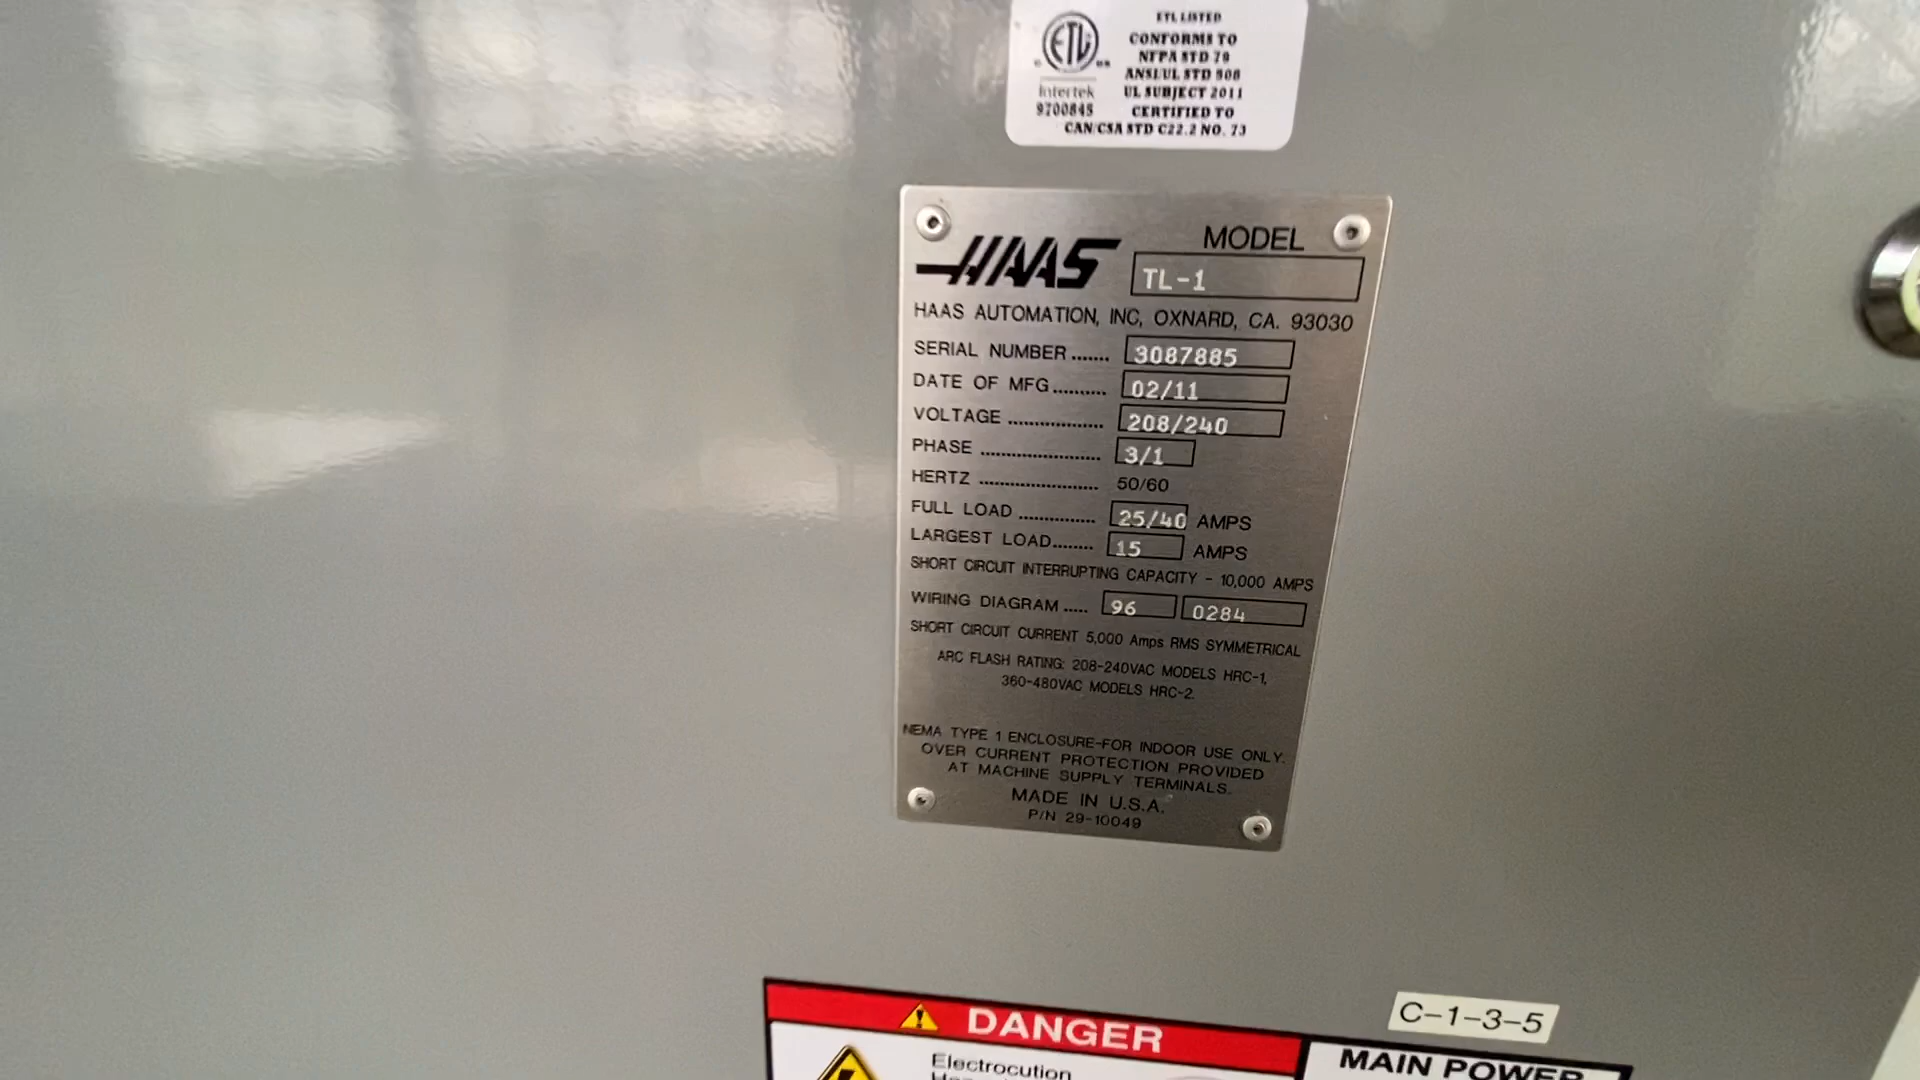 ETL LISTED
CONFORMS TO
NFPA STD 79
ANSI/UL STD 508
UL SUBJECT 2011
CERTIFIED TO
CAN/CSA STD C22.2 NO. 73
ETL
Intertek
9700845
HAAS
MODEL
TL-1
HAAS AUTOMATION, INC, OXNARD, CA. 93030
SERIAL NUMBER ....... 3087885
DATE OF MFG.......... 02/11
VOLTAGE .................. 208/240
PHASE ....................... 3/1
HERTZ ....................... 50/60
FULL LOAD ............... 25/40 AMPS
LARGEST LOAD........ 15 AMPS
SHORT CIRCUIT INTERRUPTING CAPACITY - 10,000 AMPS
WIRING DIAGRAM ..... 96 0284
SHORT CIRCUIT CURRENT 5,000 Amps RMS SYMMETRICAL
ARC FLASH RATING: 208-240VAC MODELS HRC-1,
360-480VAC MODELS HRC-2.
NEMA TYPE 1 ENCLOSURE-FOR INDOOR USE ONLY.
OVER CURRENT PROTECTION PROVIDED
AT MACHINE SUPPLY TERMINALS.
MADE IN U.S.A.
P/N 29-10049
C-1-3-5
DANGER
Electrocution
MAIN POWER